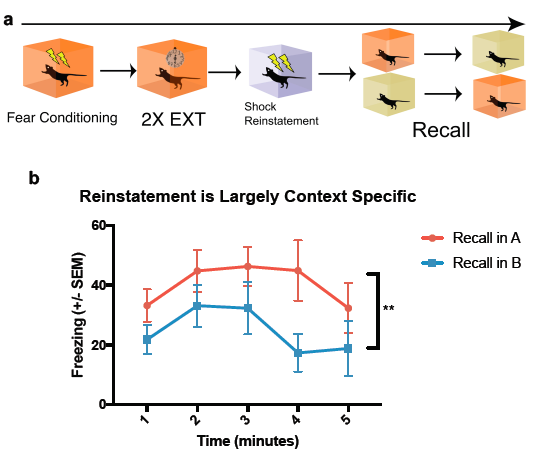 a
Fear Conditioning
2X EXT
Shock
Reinstatement
Recall
b
Reinstatement is Largely Context Specific
Freezing (+/- SEM)
60
40
20
0
1 2 3 4 5
Time (minutes)
Recall in A
Recall in B
**